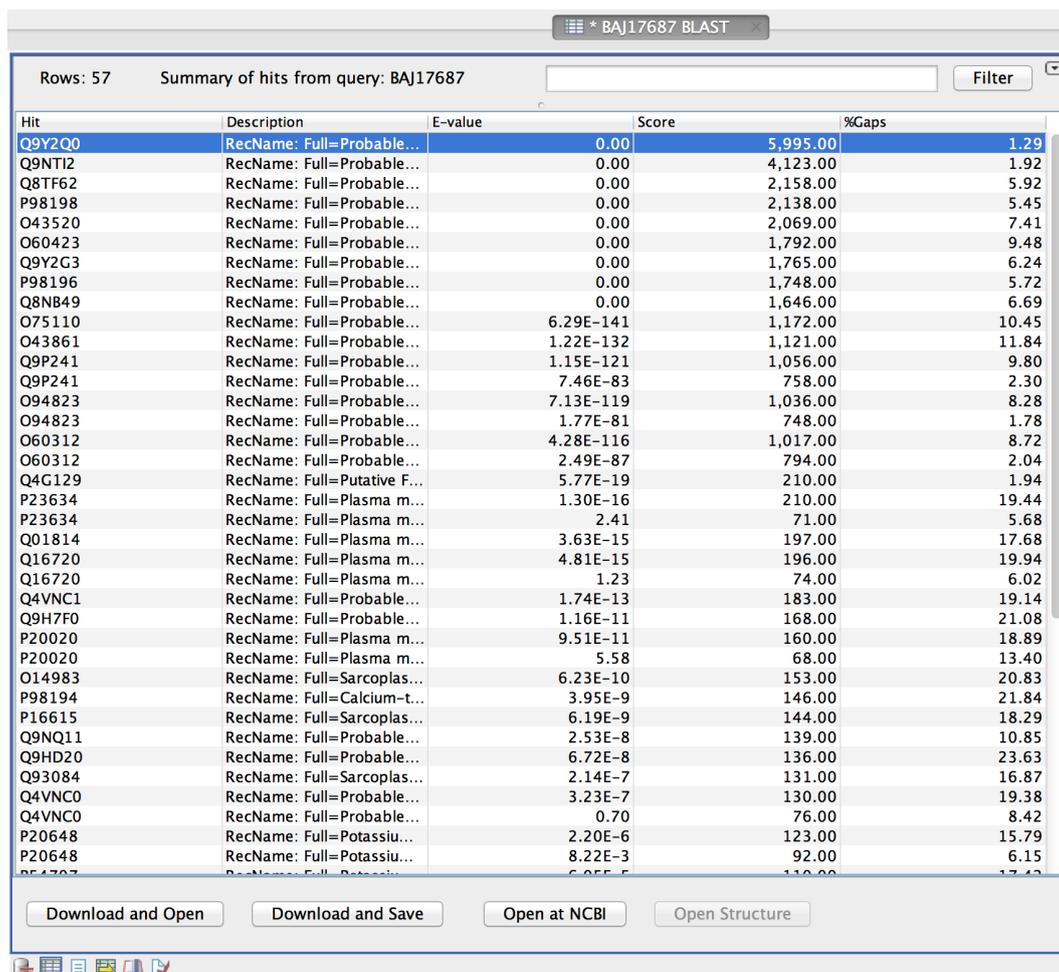 * BAJ17687 BLAST
Rows: 57 Summary of hits from query: BAJ17687 Filter
Hit Description E-value Score %Gaps
Q9Y2Q0 RecName: Full=Probable... 0.00 5,995.00 1.29
Q9NTI2 RecName: Full=Probable... 0.00 4,123.00 1.92
Q8TF62 RecName: Full=Probable... 0.00 2,158.00 5.92
P98198 RecName: Full=Probable... 0.00 2,138.00 5.45
O43520 RecName: Full=Probable... 0.00 2,069.00 7.41
O60423 RecName: Full=Probable... 0.00 1,792.00 9.48
Q9Y2G3 RecName: Full=Probable... 0.00 1,765.00 6.24
P98196 RecName: Full=Probable... 0.00 1,748.00 5.72
Q8NB49 RecName: Full=Probable... 0.00 1,646.00 6.69
O75110 RecName: Full=Probable... 6.29E-141 1,172.00 10.45
O43861 RecName: Full=Probable... 1.22E-132 1,121.00 11.84
Q9P241 RecName: Full=Probable... 1.15E-121 1,056.00 9.80
Q9P241 RecName: Full=Probable... 7.46E-83 758.00 2.30
O94823 RecName: Full=Probable... 7.13E-119 1,036.00 8.28
O94823 RecName: Full=Probable... 1.77E-81 748.00 1.78
O60312 RecName: Full=Probable... 4.28E-116 1,017.00 8.72
O60312 RecName: Full=Probable... 2.49E-87 794.00 2.04
Q4G129 RecName: Full=Putative F... 5.77E-19 210.00 1.94
P23634 RecName: Full=Plasma m... 1.30E-16 210.00 19.44
P23634 RecName: Full=Plasma m... 2.41 71.00 5.68
Q01814 RecName: Full=Plasma m... 3.63E-15 197.00 17.68
Q16720 RecName: Full=Plasma m... 4.81E-15 196.00 19.94
Q16720 RecName: Full=Plasma m... 1.23 74.00 6.02
Q4VNC1 RecName: Full=Probable... 1.74E-13 183.00 19.14
Q9H7F0 RecName: Full=Probable... 1.16E-11 168.00 21.08
P20020 RecName: Full=Plasma m... 9.51E-11 160.00 18.89
P20020 RecName: Full=Plasma m... 5.58 68.00 13.40
O14983 RecName: Full=Sarcoplas... 6.23E-10 153.00 20.83
P98194 RecName: Full=Calcium-t... 3.95E-9 146.00 21.84
P16615 RecName: Full=Sarcoplas... 6.19E-9 144.00 18.29
Q9NQ11 RecName: Full=Probable... 2.53E-8 139.00 10.85
Q9HD20 RecName: Full=Probable... 6.72E-8 136.00 23.63
Q93084 RecName: Full=Sarcoplas... 2.14E-7 131.00 16.87
Q4VNC0 RecName: Full=Probable... 3.23E-7 130.00 19.38
Q4VNC0 RecName: Full=Probable... 0.70 76.00 8.42
P20648 RecName: Full=Potassiu... 2.20E-6 123.00 15.79
P20648 RecName: Full=Potassiu... 8.22E-3 92.00 6.15
Download and Open Download and Save Open at NCBI Open Structure